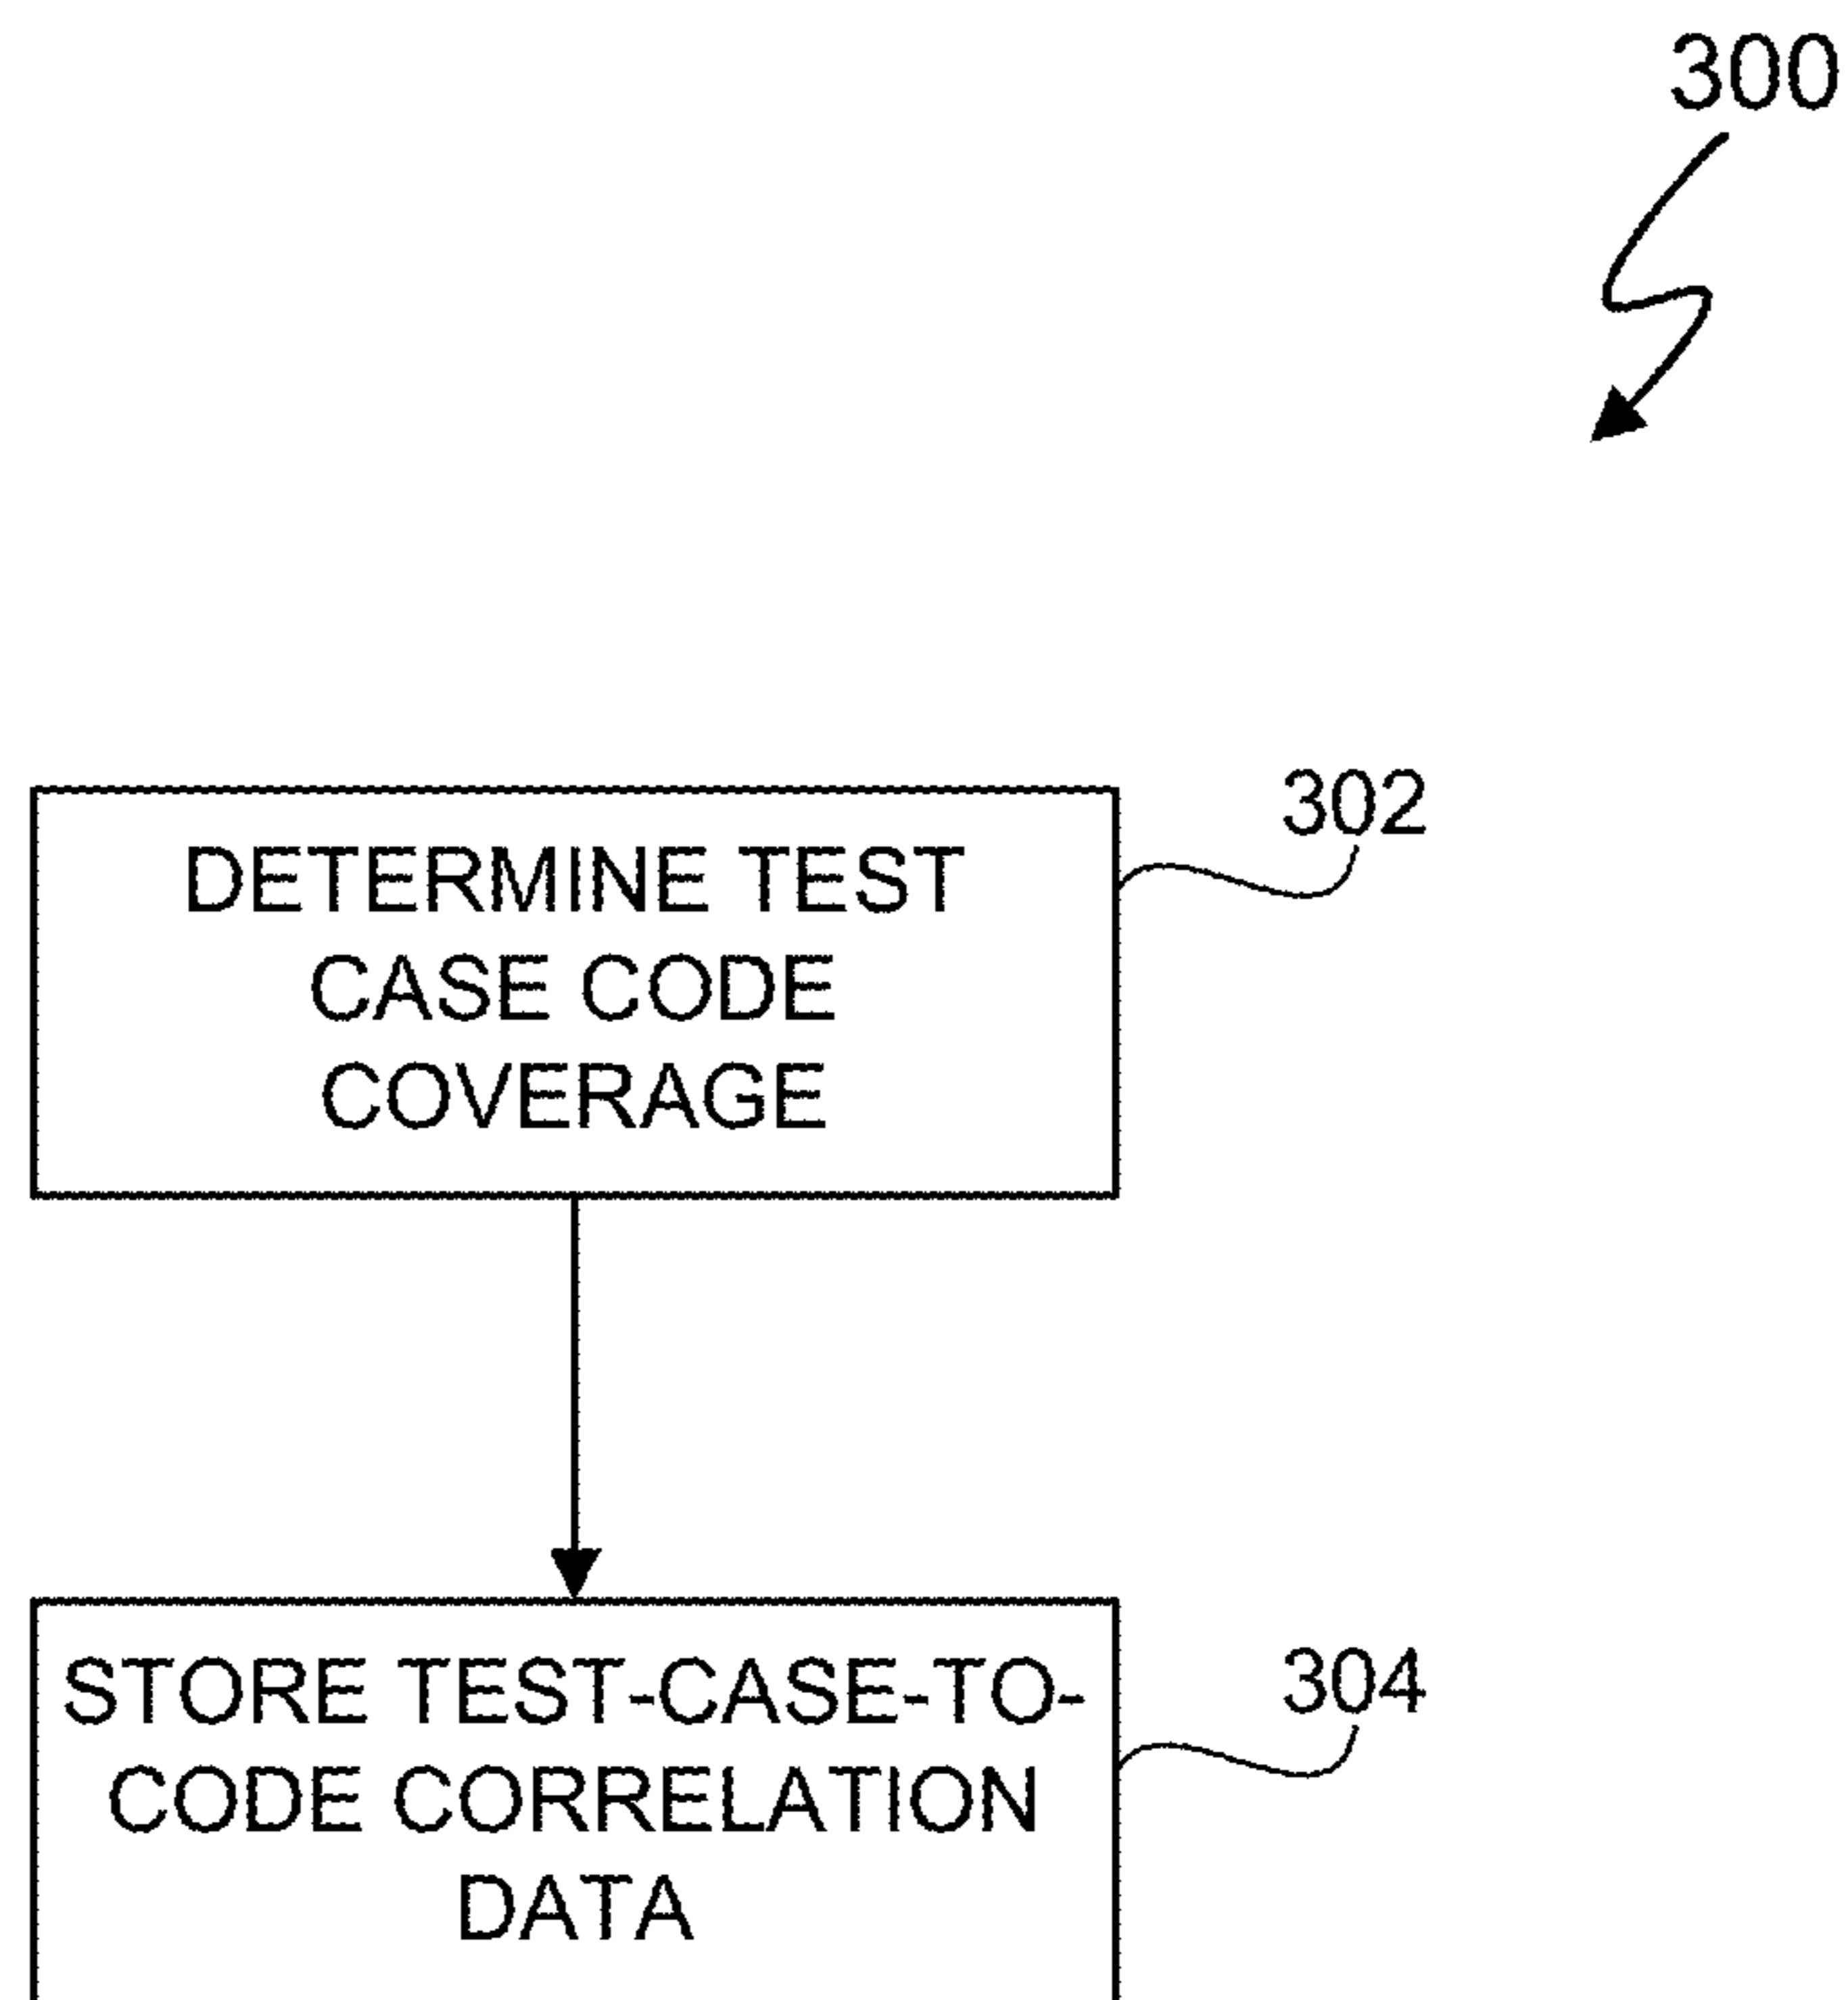 300
302
DETERMINE TEST
CASE CODE
COVERAGE
304
STORE TEST-CASE-TO-
CODE CORRELATION
DATA